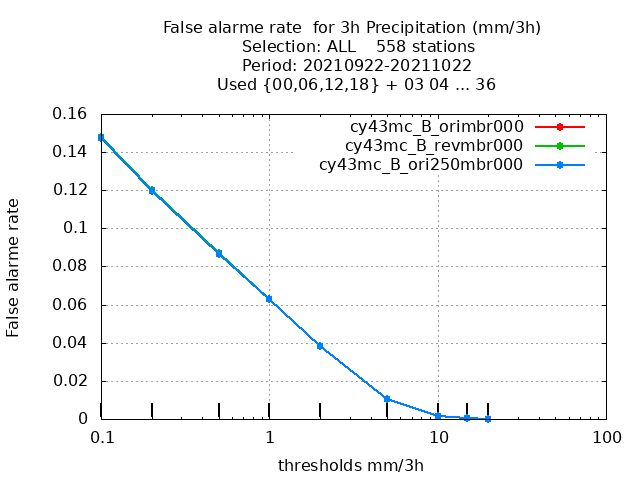 False alarme rate  for 3h Precipitation (mm/3h)
Selection: ALL    558 stations
Period: 20210922-20211022
Used {00,06,12,18} + 03 04 ... 36
cy43mc_B_orimbr000
cy43mc_B_revmbr000
cy43mc_B_ori250mbr000
False alarme rate
0.16
0.14
0.12
0.1
0.08
0.06
0.04
0.02
0
0.1 1 10 100
thresholds mm/3h